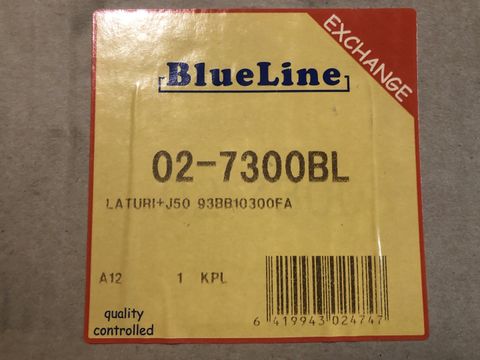 EXCHANGE
BlueLine
02-7300BL
LATURI+J50 93BB10300FA
A12 1 KPL
6 419943 024747
quality
controlled